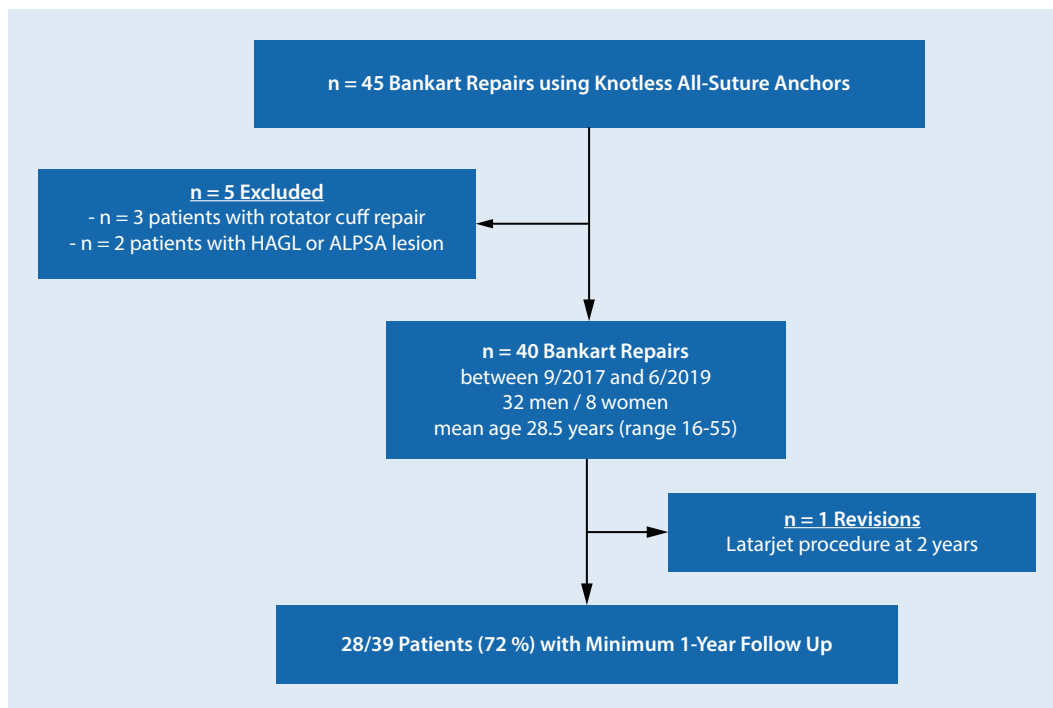 n = 45 Bankart Repairs using Knotless All-Suture Anchors
n = 5 Excluded
- n = 3 patients with rotator cuff repair
- n = 2 patients with HAGL or ALPSA lesion
n = 40 Bankart Repairs
between 9/2017 and 6/2019
32 men / 8 women
mean age 28.5 years (range 16-55)
n = 1 Revisions
Latarjet procedure at 2 years
28/39 Patients (72 %) with Minimum 1-Year Follow Up